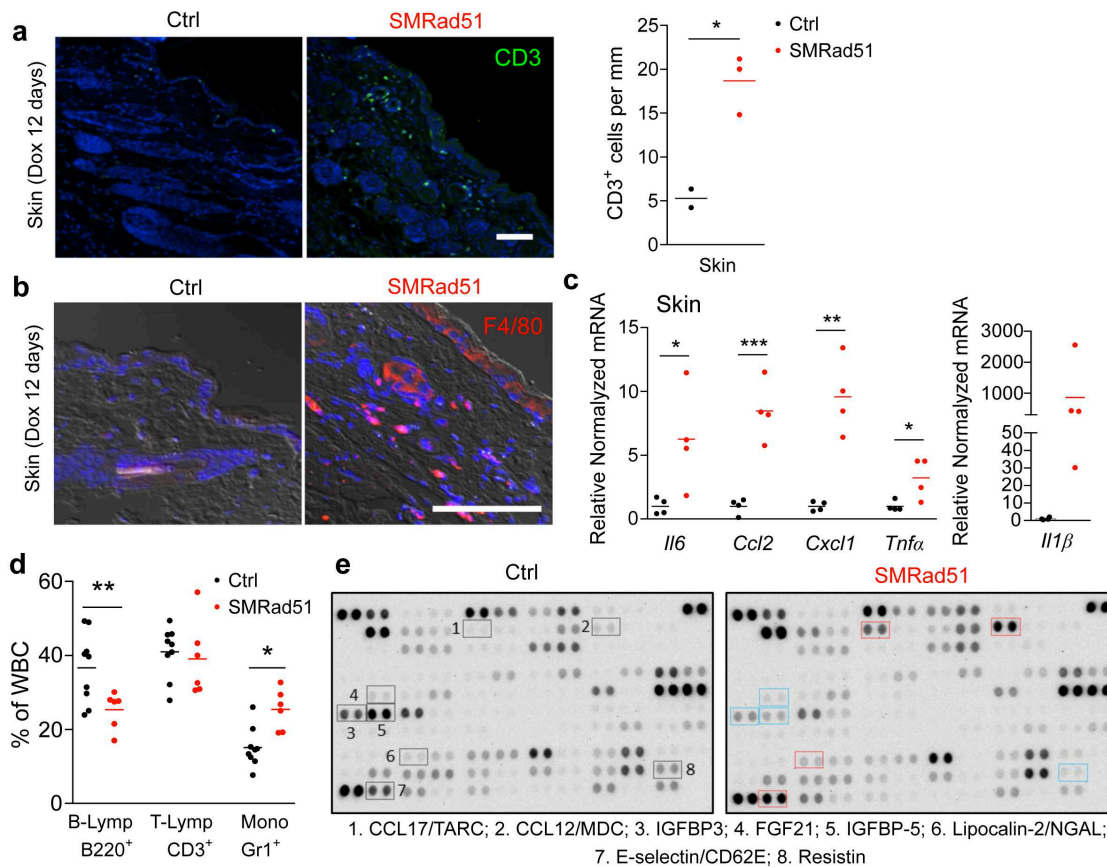 a
Ctrl
SMRad51
CD3
Skin (Dox 12 days)
CD3+ cells per mm
25
20
15
10
5
0
*
Skin
Ctrl
SMRad51
b
Ctrl
SMRad51
F4/80
Skin (Dox 12 days)
c
Skin
Relative Normalized mRNA
15
10
5
0
*
***
**
*
Il6
Ccl2
Cxcl1
Tnfα
Relative Normalized mRNA
3000
2000
1000
60
50
40
30
20
10
0
Il1β
d
Ctrl
SMRad51
% of WBC
60
40
20
0
**
*
B-Lymp T-Lymp Mono
B220+ CD3+ Gr1+
e
Ctrl
SMRad51
1
2
4
3
5
6
8
7
1. CCL17/TARC; 2. CCL12/MDC; 3. IGFBP3; 4. FGF21; 5. IGFBP-5; 6. Lipocalin-2/NGAL;
7. E-selectin/CD62E; 8. Resistin